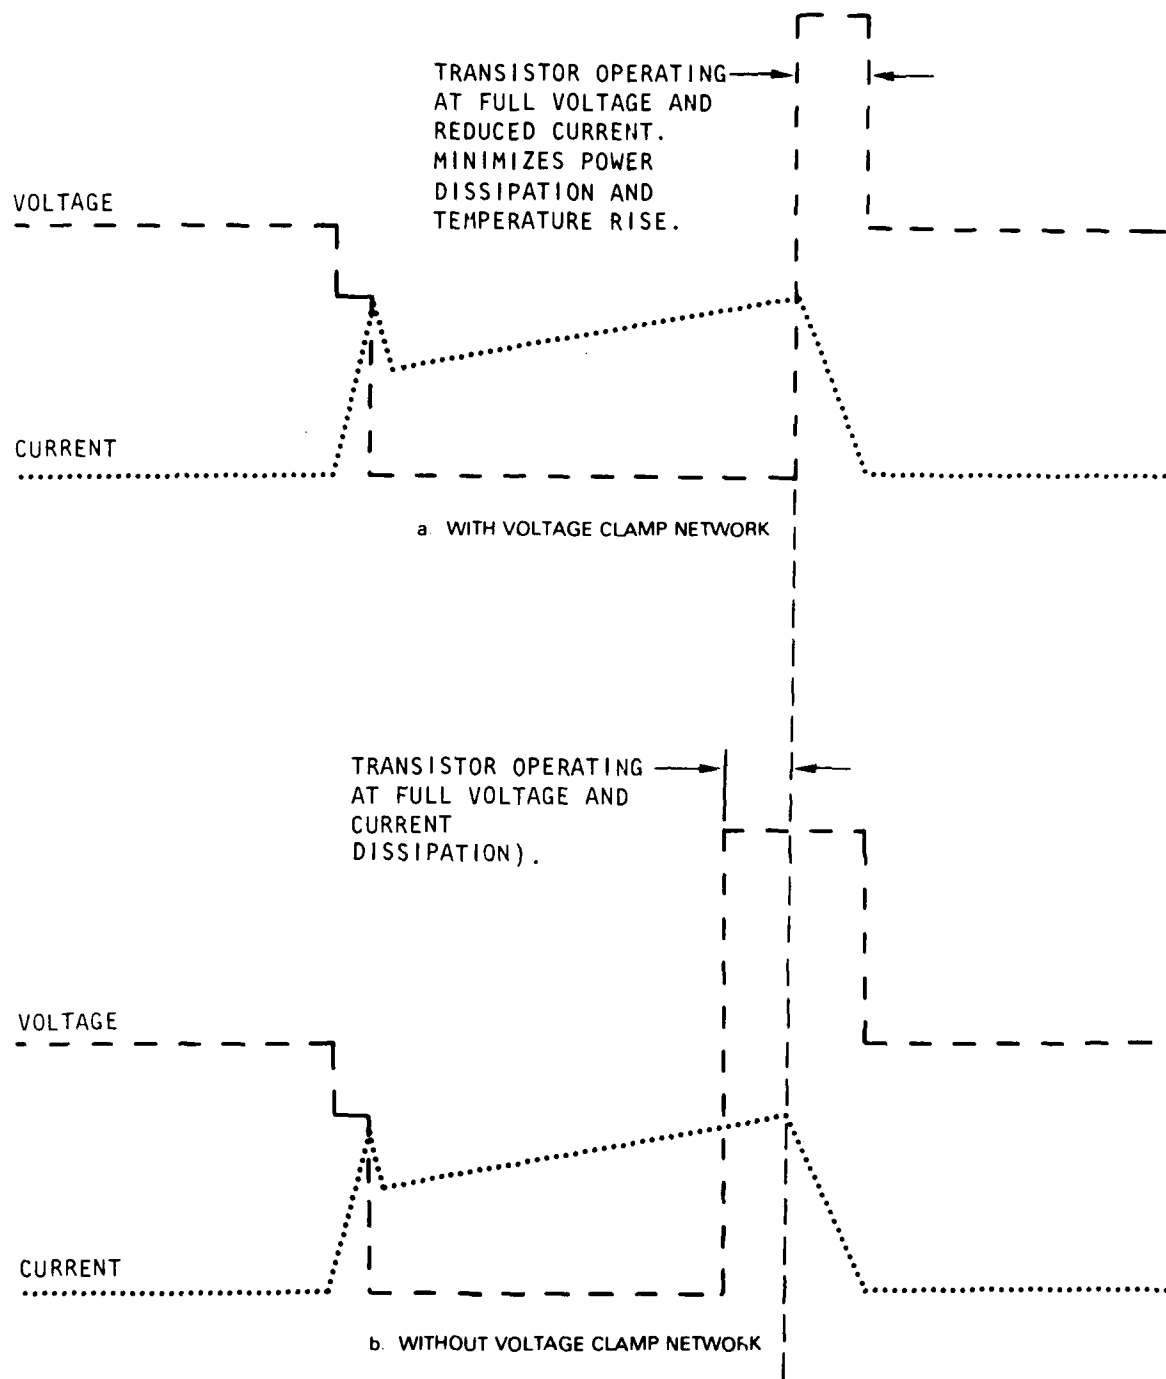 TRANSISTOR OPERATING
AT FULL VOLTAGE AND
REDUCED CURRENT.
MINIMIZES POWER
DISSIPATION AND
TEMPERATURE RISE.
VOLTAGE
CURRENT
a. WITH VOLTAGE CLAMP NETWORK
TRANSISTOR OPERATING
AT FULL VOLTAGE AND
CURRENT
DISSIPATION).
VOLTAGE
CURRENT
b. WITHOUT VOLTAGE CLAMP NETWORK